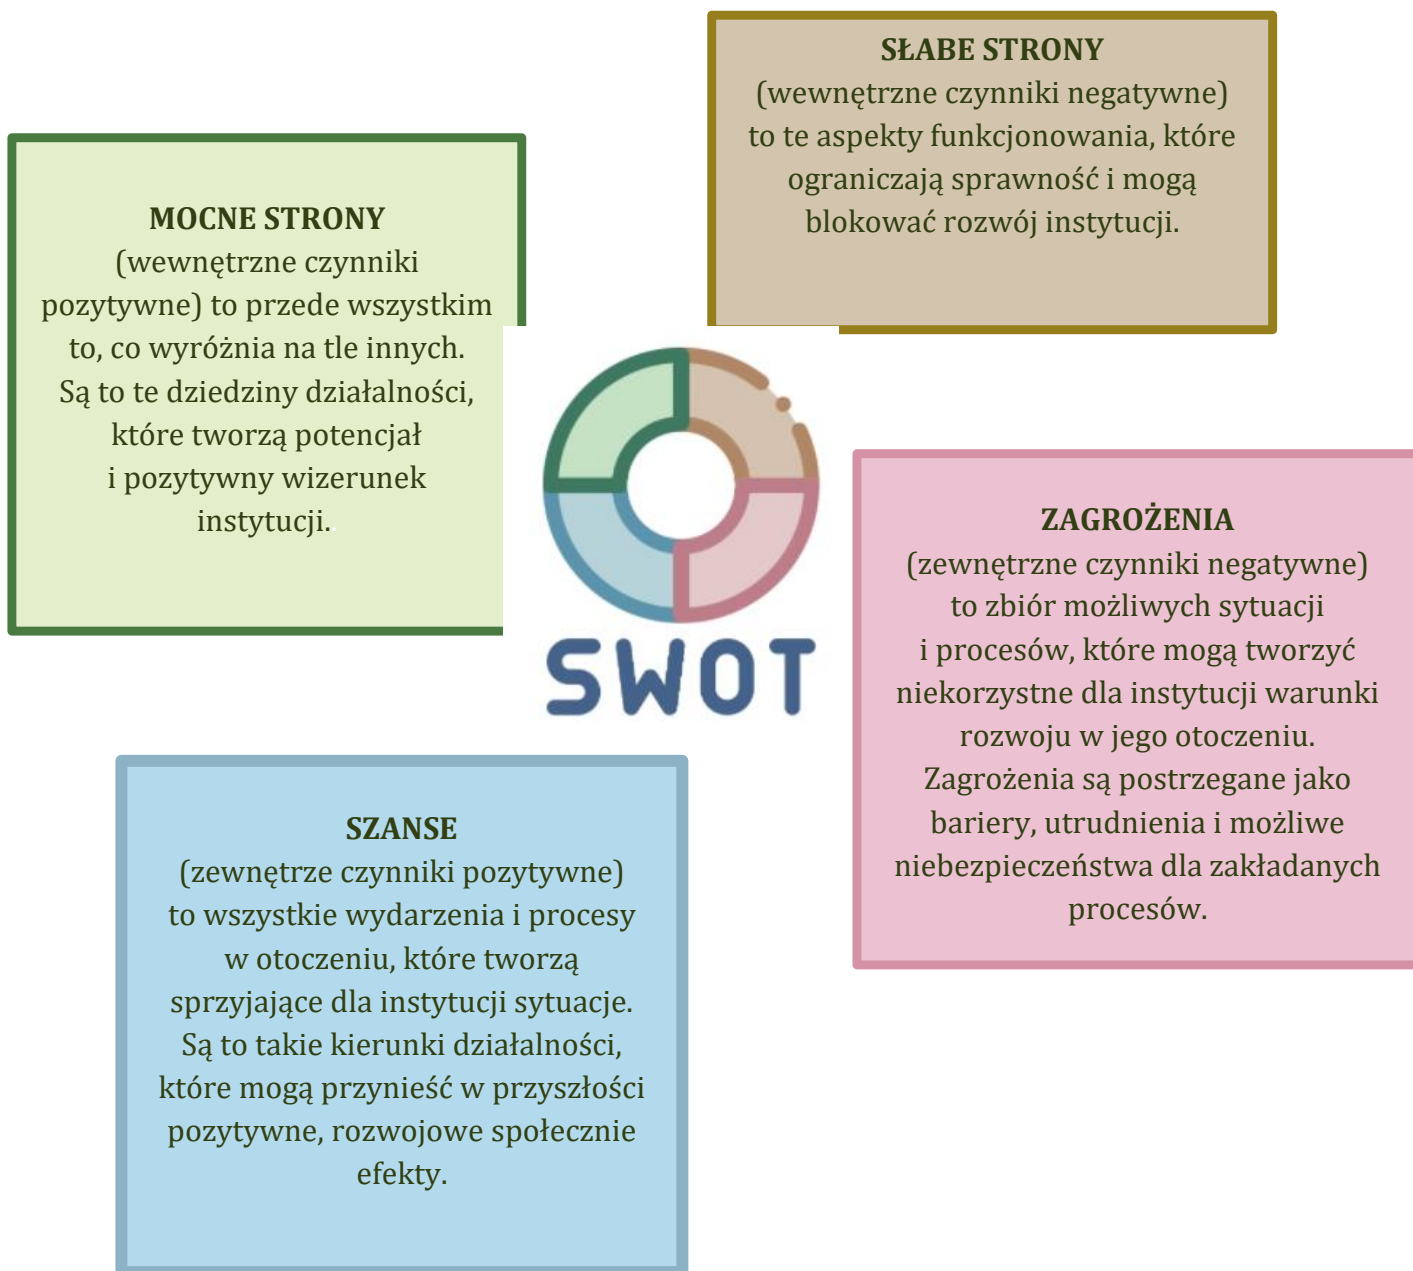 SŁABE STRONY
(wewnętrzne czynniki negatywne)
to te aspekty funkcjonowania, które
ograniczają sprawność i mogą
blokować rozwój instytucji.
MOCNE STRONY
(wewnętrzne czynniki
pozytywne) to przede wszystkim
to, co wyróżnia na tle innych.
Są to te dziedziny działalności,
które tworzą potencjał
i pozytywny wizerunek
instytucji.
SWOT
ZAGROŻENIA
(zewnętrzne czynniki negatywne)
to zbiór możliwych sytuacji
i procesów, które mogą tworzyć
niekorzystne dla instytucji warunki
rozwoju w jego otoczeniu.
Zagrożenia są postrzegane jako
bariery, utrudnienia i możliwe
niebezpieczeństwa dla zakładanych
procesów.
SZANSE
(zewnętrze czynniki pozytywne)
to wszystkie wydarzenia i procesy
w otoczeniu, które tworzą
sprzyjające dla instytucji sytuacje.
Są to takie kierunki działalności,
które mogą przynieść w przyszłości
pozytywne, rozwojowe społecznie
efekty.